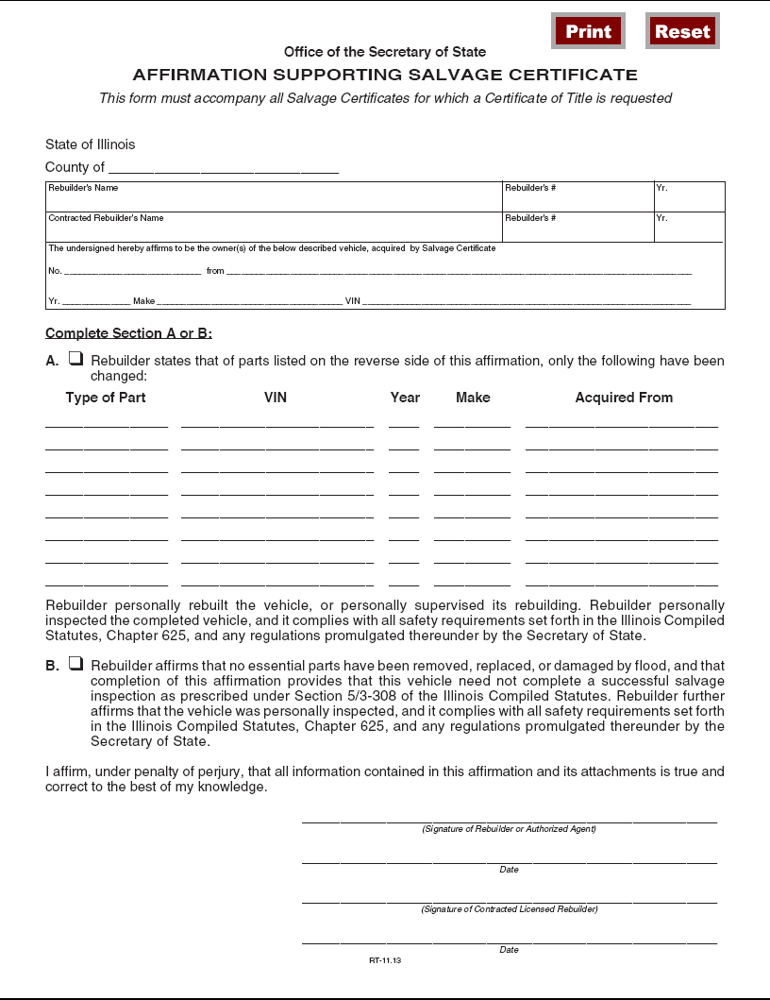 Print Reset
Office of the Secretary of State
AFFIRMATION SUPPORTING SALVAGE CERTIFICATE
This form must accompany all Salvage Certificates for which a Certificate of Title is requested
State of Illinois
County of ______________________________
Rebuilder's Name Rebuilder's # Yr.
Contracted Rebuilder's Name Rebuilder's # Yr.
The undersigned hereby affirms to be the owner(s) of the below described vehicle, acquired by Salvage Certificate
No. ____________________________ from ____________________________________________________________
Yr. ______________ Make ______________________________ VIN ____________________________________________________________
Complete Section A or B:
A. ❏ Rebuilder states that of parts listed on the reverse side of this affirmation, only the following have been
changed:
Type of Part VIN Year Make Acquired From
Rebuilder personally rebuilt the vehicle, or personally supervised its rebuilding. Rebuilder personally
inspected the completed vehicle, and it complies with all safety requirements set forth in the Illinois Compiled
Statutes, Chapter 625, and any regulations promulgated thereunder by the Secretary of State.
B. ❏ Rebuilder affirms that no essential parts have been removed, replaced, or damaged by flood, and that
completion of this affirmation provides that this vehicle need not complete a successful salvage
inspection as prescribed under Section 5/3-308 of the Illinois Compiled Statutes. Rebuilder further
affirms that the vehicle was personally inspected, and it complies with all safety requirements set forth
in the Illinois Compiled Statutes, Chapter 625, and any regulations promulgated thereunder by the
Secretary of State.
I affirm, under penalty of perjury, that all information contained in this affirmation and its attachments is true and
correct to the best of my knowledge.
(Signature of Rebuilder or Authorized Agent)
Date
(Signature of Contracted Licensed Rebuilder)
Date
RT-11.13